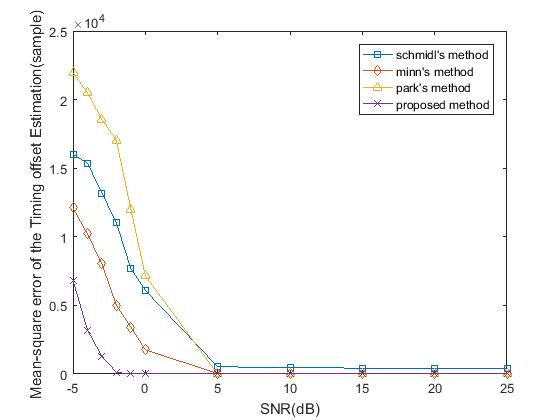 ×10^4
2.5
2
1.5
1
0.5
0
-5
0
5
10
15
20
25
SNR(dB)
Mean-square error of the Timing offset Estimation(sample)
schmidl's method
minn's method
park's method
proposed method